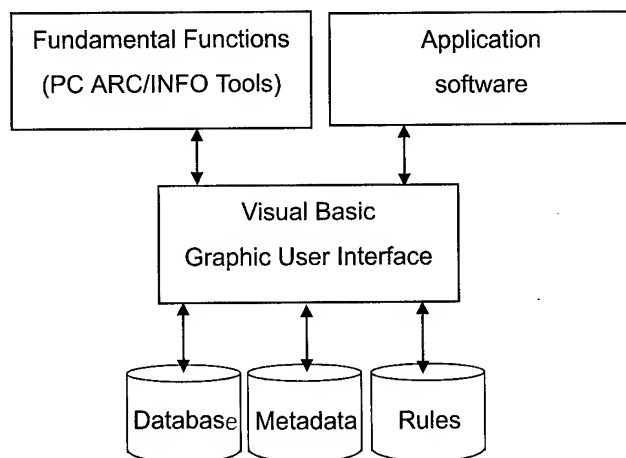 Fundamental Functions
(PC ARC/INFO Tools)
Application
software
Visual Basic
Graphic User Interface
Database
Metadata
Rules